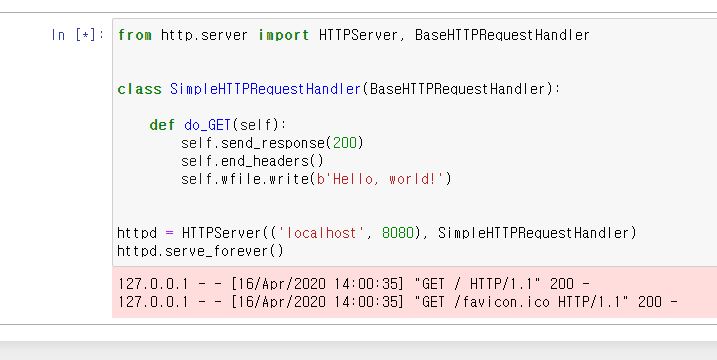 In [*]: from http.server import HTTPServer, BaseHTTPRequestHandler
class SimpleHTTPRequestHandler(BaseHTTPRequestHandler):
def do_GET(self):
self.send_response(200)
self.end_headers()
self.wfile.write(b'Hello, world!')
httpd = HTTPServer(('localhost', 8080), SimpleHTTPRequestHandler)
httpd.serve_forever()
127.0.0.1 - - [16/Apr/2020 14:00:35] "GET / HTTP/1.1" 200 -
127.0.0.1 - - [16/Apr/2020 14:00:35] "GET /favicon.ico HTTP/1.1" 200 -